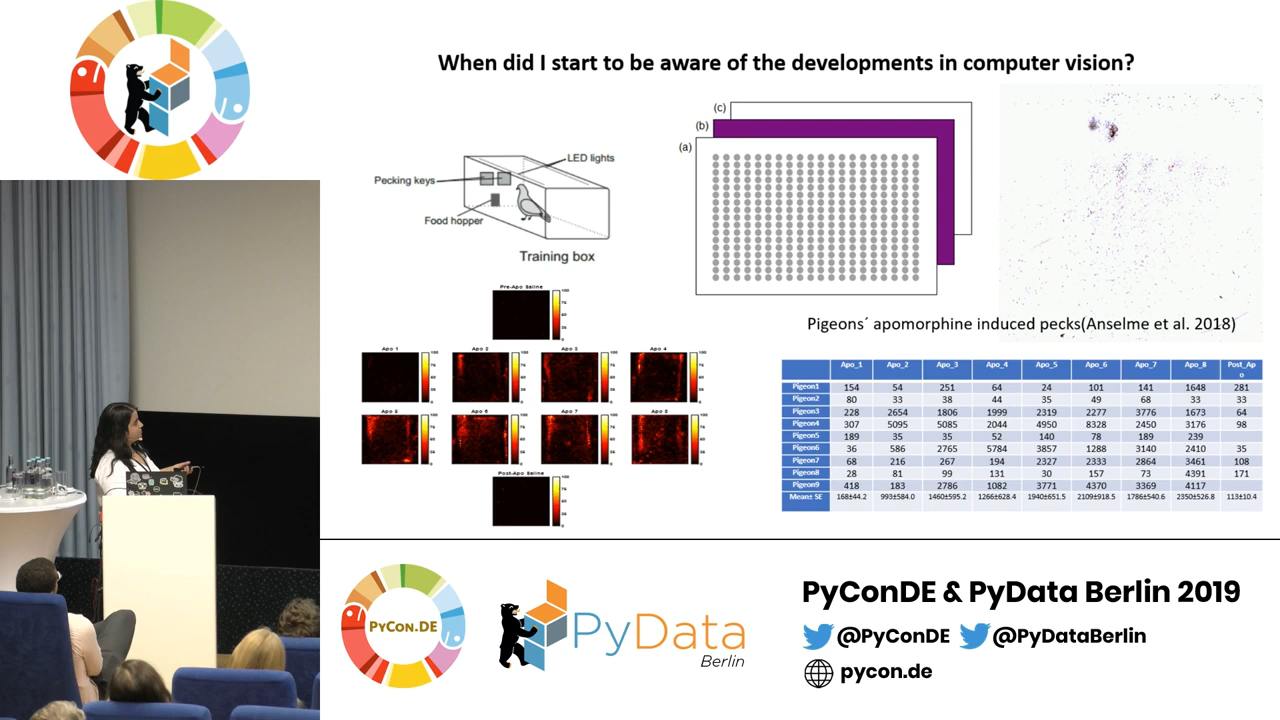 When did I start to be aware of the developments in computer vision?
LED lights
Pecking keys
Food hopper
Training box
(c)
(b)
(a)
Pigeons´ apomorphine induced pecks(Anselme et al. 2018)
Pre-Apo Saline
Apo 1 Apo 2 Apo 3 Apo 4
Apo 5 Apo 6 Apo 7 Apo 8
Post-Apo Saline
Apo_1 Apo_2 Apo_3 Apo_4 Apo_5 Apo_6 Apo_7 Apo_8 Post_Ap
o
Pigeon1 154 54 251 64 24 101 141 1648 281
Pigeon2 80 33 38 44 35 49 68 33 33
Pigeon3 228 2654 1806 1999 2319 2277 3776 1673 64
Pigeon4 307 5095 5085 2044 4950 8328 2450 3176 98
Pigeon5 189 35 35 52 140 78 189 239
Pigeon6 36 586 2765 5784 3857 1288 3140 2410 35
Pigeon7 68 216 267 194 2327 2333 2864 3461 108
Pigeon8 28 81 99 131 30 157 73 4391 171
Pigeon9 418 183 2786 1082 3771 4370 3369 4117
Mean± SE 168±44.2 993±584.0 1460±595.2 1266±628.4 1940±651.5 2109±918.5 1786±540.6 2350±526.8 113±10.4
PyCon.DE
PyData
Berlin
PyConDE & PyData Berlin 2019
@PyConDE @PyDataBerlin
pycon.de